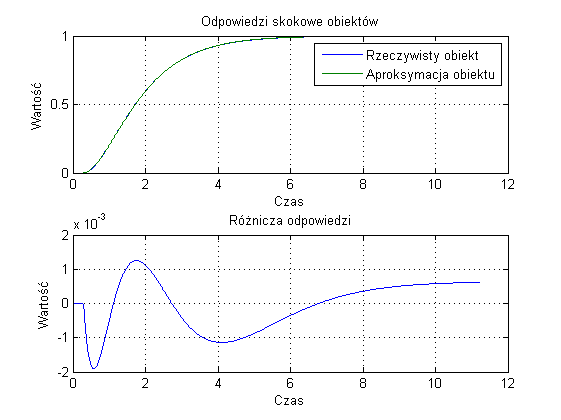 Odpowiedzi skokowe obiektów
1
0.5
0
Wartość
Rzeczywisty obiekt
Aproksymacja obiektu
0 2 4 6 8 10 12
Czas
Różnicza odpowiedzi
x 10-3
2
1
0
-1
-2
Wartość
0 2 4 6 8 10 12
Czas